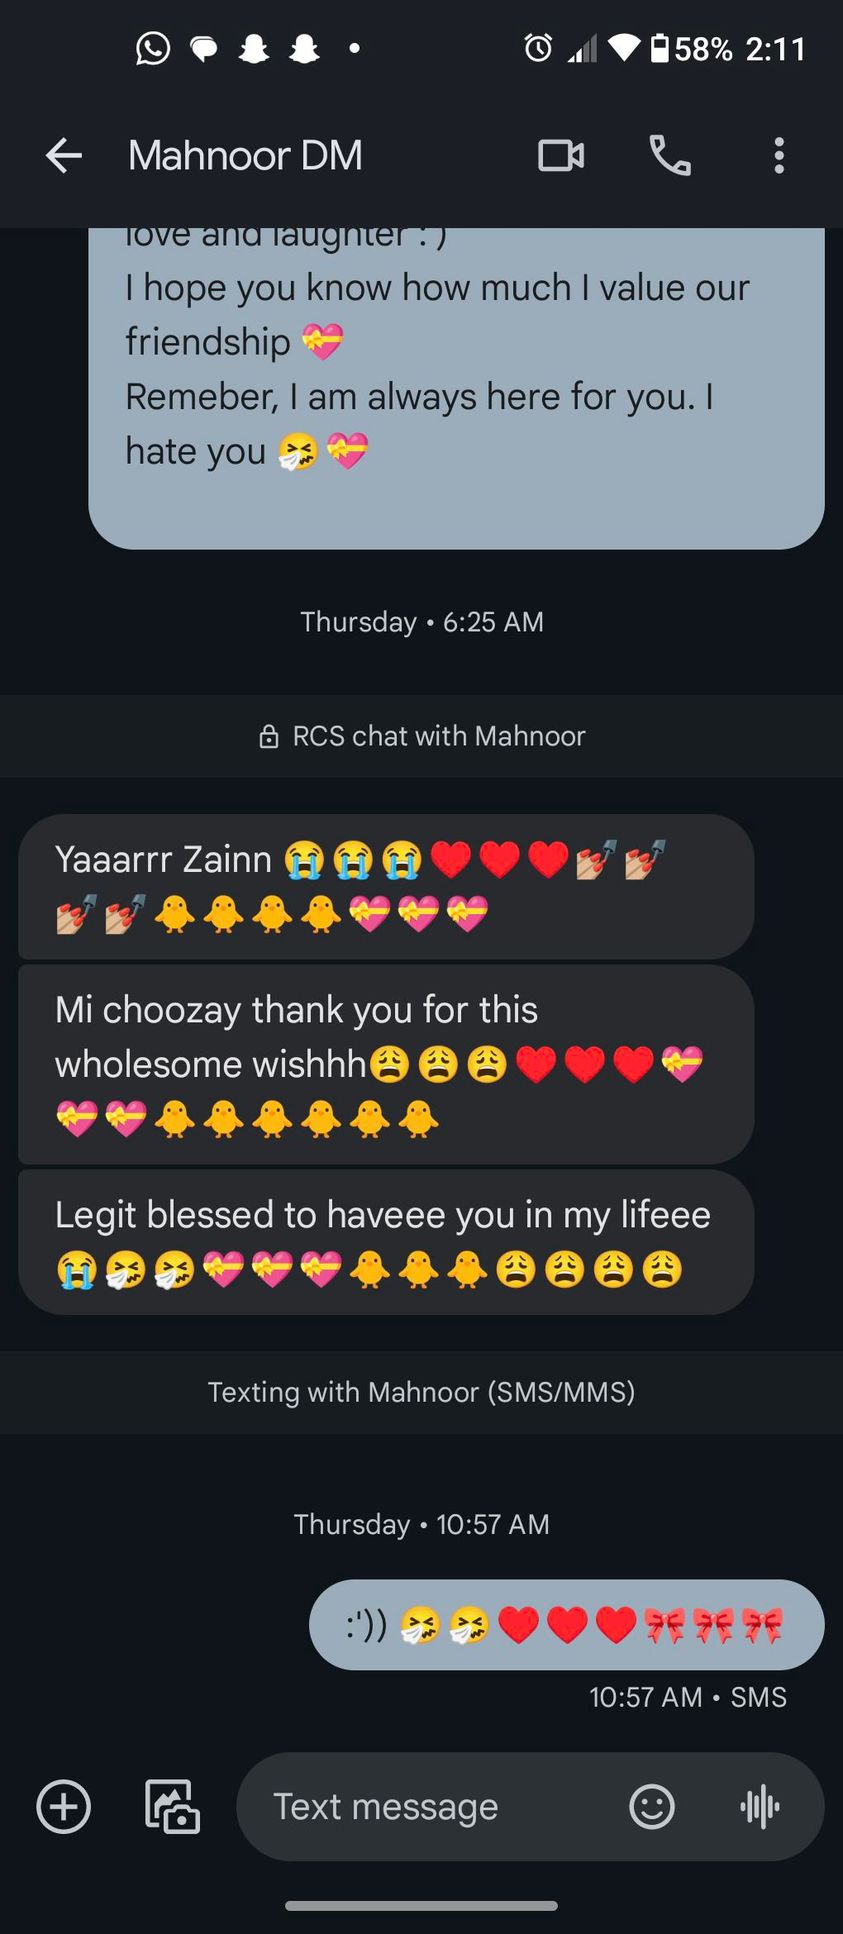 58% 2:11
Mahnoor DM
love and laughter : )
I hope you know how much I value our
friendship 💝
Remeber, I am always here for you. I
hate you 🤧💝
Thursday • 6:25 AM
RCS chat with Mahnoor
Yaaarrr Zainn 😭😭😭♥️♥️♥️💅🏼💅🏼
💅🏼💅🏼🐥🐥🐥🐥💝💝💝
Mi choozay thank you for this
wholesome wishhh😩😩😩♥️♥️♥️💝
💝💝🐥🐥🐥🐥🐥🐥
Legit blessed to haveee you in my lifeee
😭🤧🤧💝💝💝🐥🐥🐥😩😩😩😩
Texting with Mahnoor (SMS/MMS)
Thursday • 10:57 AM
:')) 🤧🤧♥️♥️♥️🎀🎀🎀
10:57 AM • SMS
Text message